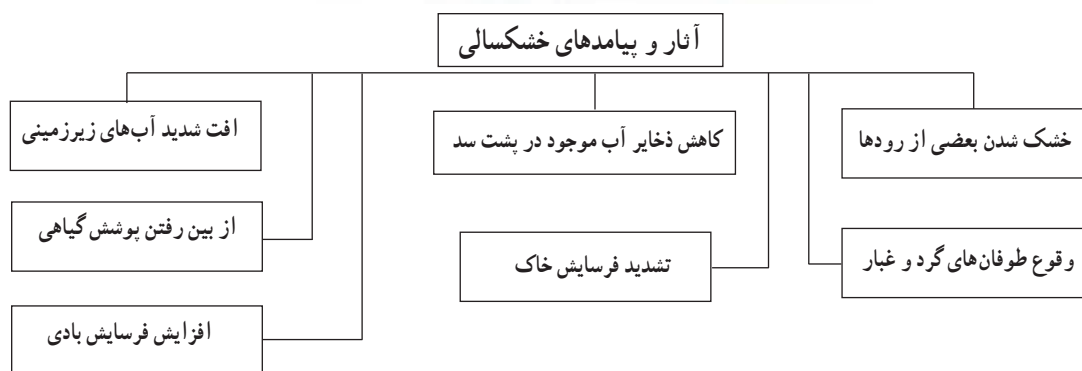 آثار و پیامدهای خشکسالی
خشک شدن بعضی از رودها
کاهش ذخایر آب موجود در پشت سد
افت شدید آب‌های زیرزمینی
وقوع طوفان‌های گرد و غبار
تشدید فرسایش خاک
از بین رفتن پوشش گیاهی
افزایش فرسایش بادی